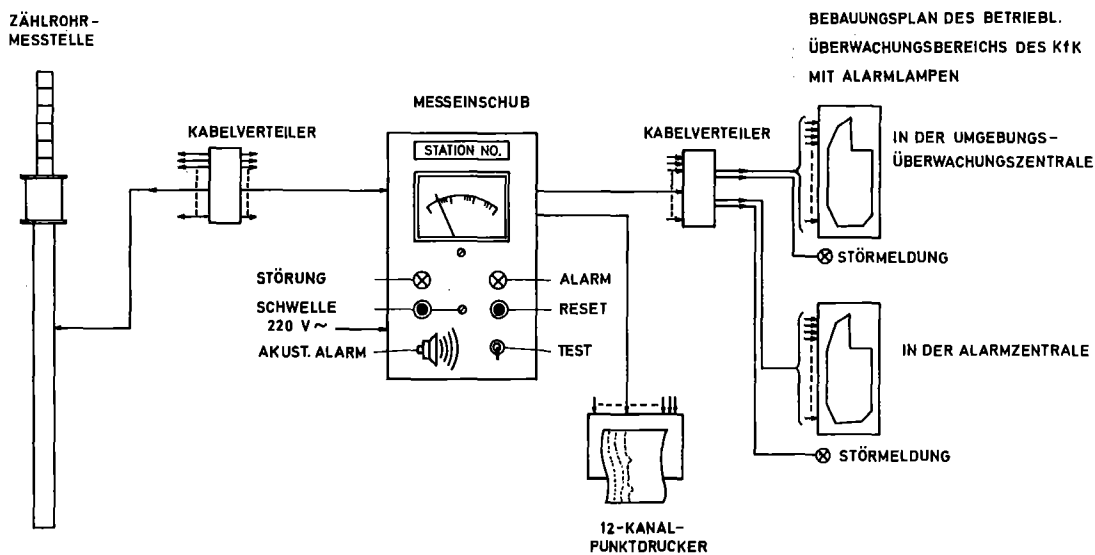 ZÄHLROHR-
MESSTELLE
KABELVERTEILER
MESSEINSCHUB
STATION NO.
STÖRUNG
SCHWELLE
220 V ~
AKUST. ALARM
ALARM
RESET
TEST
12-KANAL-
PUNKTDRUCKER
KABELVERTEILER
BEBAUUNGSPLAN DES BETRIEBL.
ÜBERWACHUNGSBEREICHS DES KfK
MIT ALARMLAMPEN
IN DER UMGEBUNGS-
ÜBERWACHUNGSZENTRALE
STÖRMELDUNG
IN DER ALARMZENTRALE
STÖRMELDUNG